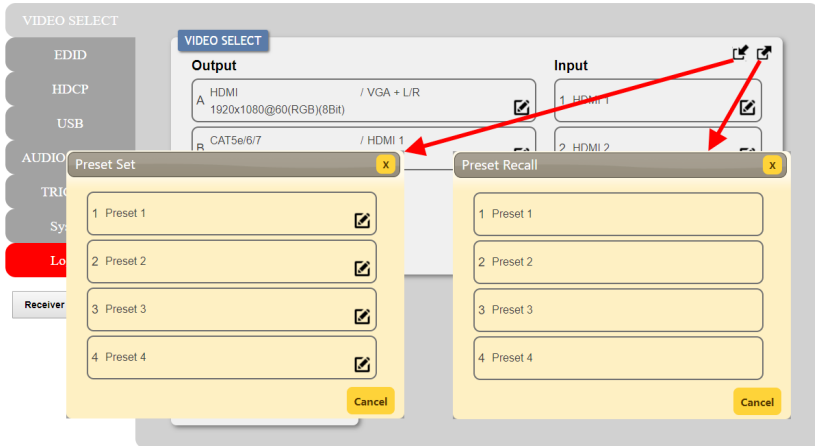 VIDEO SELECT
EDID
HDCP
USB
AUDIO
Receiver
VIDEO SELECT
Output
Input
A HDMI / VGA + L/R
1920x1080@60(RGB)(8Bit)
1 HDMI 1
B CAT5e/6/7 / HDMI 1
2 HDMI 2
Preset Set
x
1 Preset 1
2 Preset 2
3 Preset 3
4 Preset 4
Cancel
Preset Recall
x
1 Preset 1
2 Preset 2
3 Preset 3
4 Preset 4
Cancel